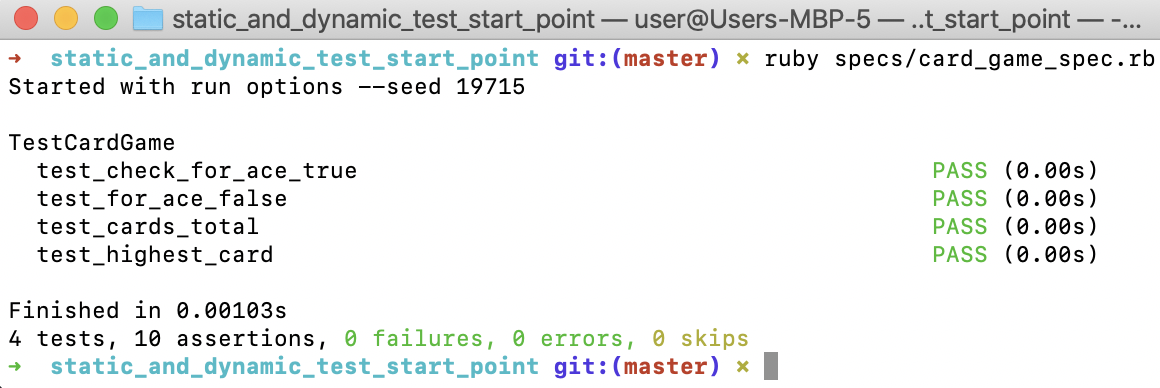 static_and_dynamic_test_start_point — user@Users-MBP-5 — ..t_start_point — -...
→ static_and_dynamic_test_start_point git:(master) × ruby specs/card_game_spec.rb
Started with run options --seed 19715
TestCardGame
test_check_for_ace_true PASS (0.00s)
test_for_ace_false PASS (0.00s)
test_cards_total PASS (0.00s)
test_highest_card PASS (0.00s)
Finished in 0.00103s
4 tests, 10 assertions, 0 failures, 0 errors, 0 skips
→ static_and_dynamic_test_start_point git:(master) ×